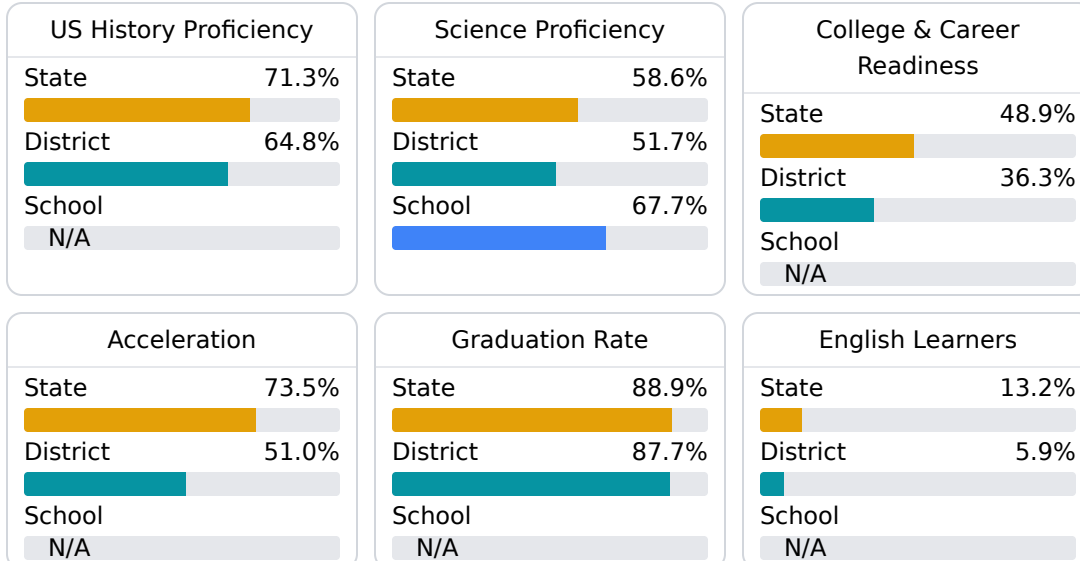 US History Proficiency
State 71.3%
District 64.8%
School
N/A
Science Proficiency
State 58.6%
District 51.7%
School 67.7%
College & Career
Readiness
State 48.9%
District 36.3%
School
N/A
Acceleration
State 73.5%
District 51.0%
School
N/A
Graduation Rate
State 88.9%
District 87.7%
School
N/A
English Learners
State 13.2%
District 5.9%
School
N/A